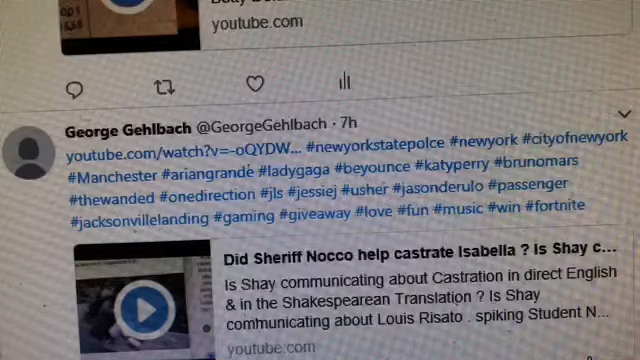 youtube.com
George Gehlbach @GeorgeGehlbach · 7h
youtube.com/watch?v=-oQYDW... #newyorkstatepolce #newyork #cityofnewyork
#Manchester #ariangrande #ladygaga #beyounce #katyperry #brunomars
#thewanded #onedirection #jls #jessiej #usher #jasonderulo #passenger
#jacksonvillelanding #gaming #giveaway #love #fun #music #win #fortnite
Did Sheriff Nocco help castrate Isabella ? Is Shay c...
Is Shay communicating about Castration in direct English
& in the Shakespearean Translation ? Is Shay
communicating about Louis Risato . spiking Student N...
youtube.com